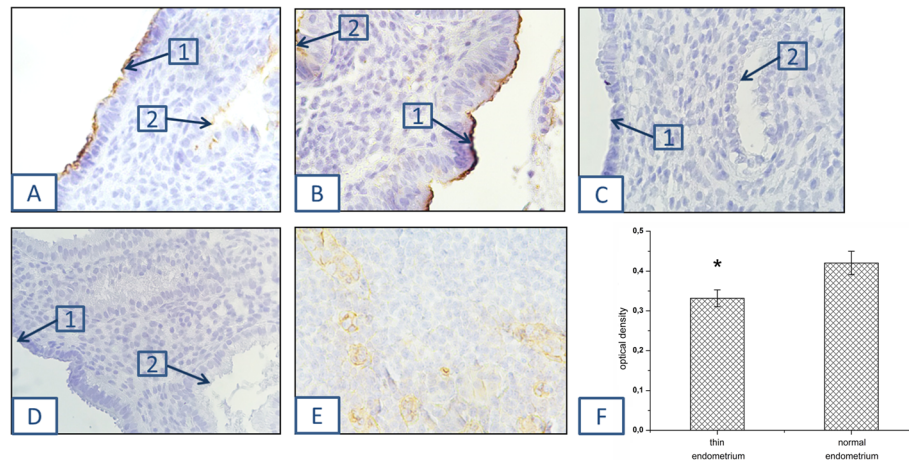 1
2
A
2
1
B
2
1
C
1
2
D
E
0,5
0,4
0,3
0,2
0,1
0,0
optical density
*
thin
endometrium
normal
endometrium
F